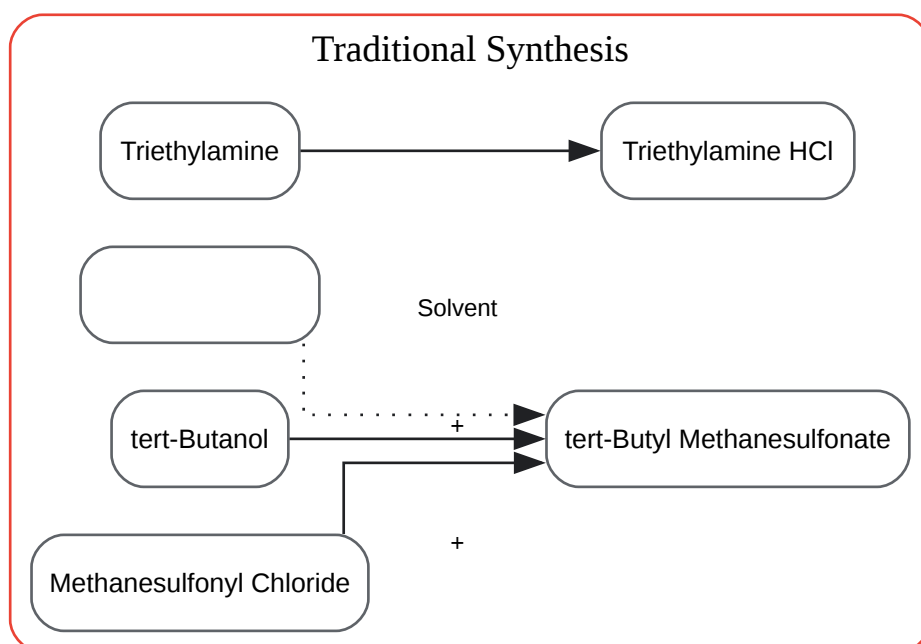 Traditional Synthesis
Triethylamine
Triethylamine HCl
Solvent
tert-Butanol
+
tert-Butyl Methanesulfonate
+
Methanesulfonyl Chloride